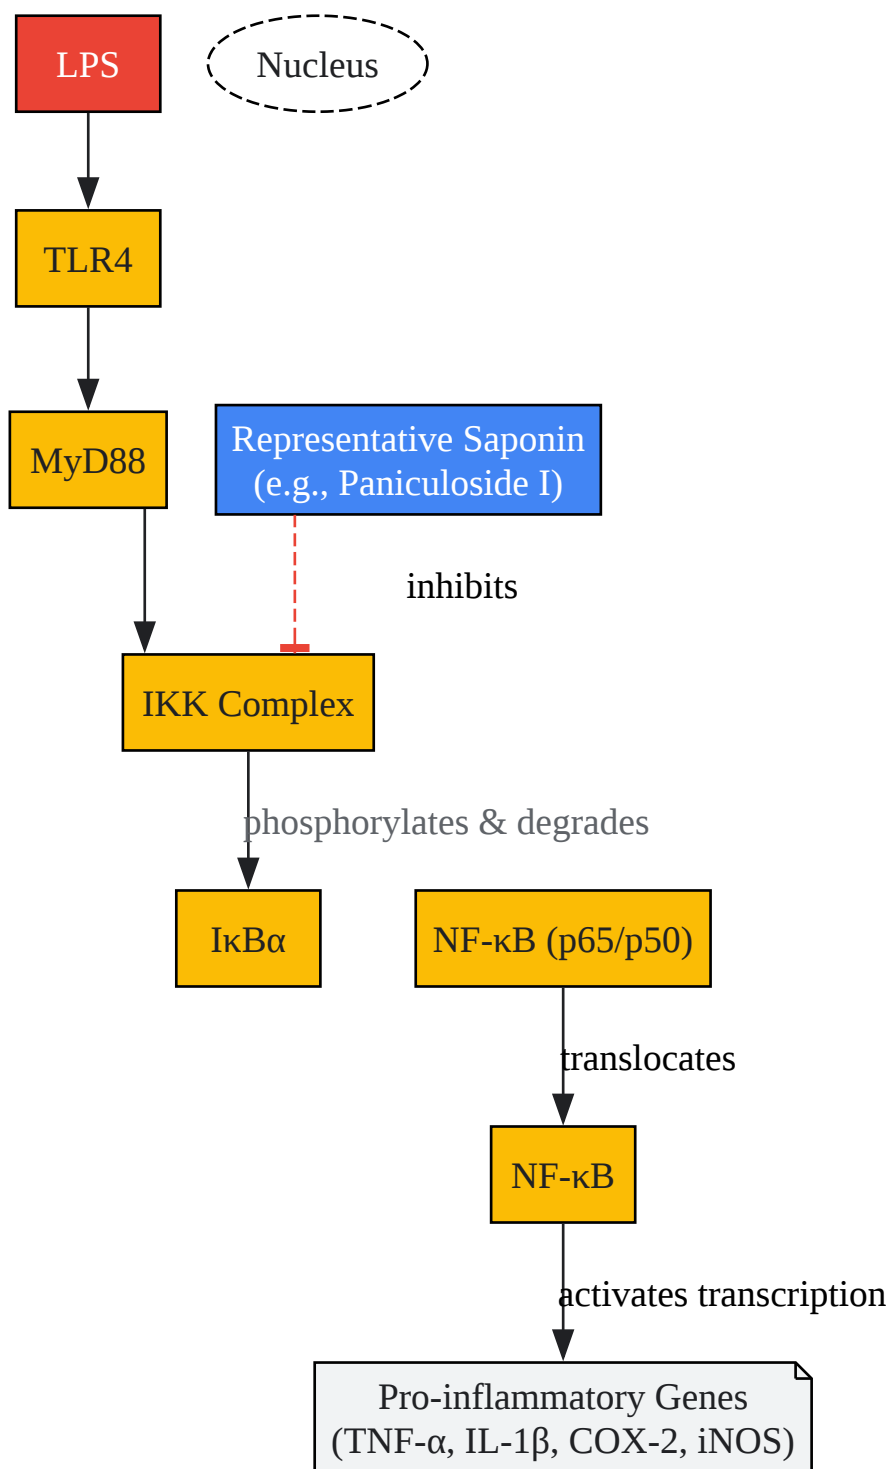 LPS
Nucleus
TLR4
MyD88
Representative Saponin
(e.g., Paniculoside I)
inhibits
IKK Complex
phosphorylates & degrades
IκBα
NF-κB (p65/p50)
translocates
NF-κB
activates transcription
Pro-inflammatory Genes
(TNF-α, IL-1β, COX-2, iNOS)